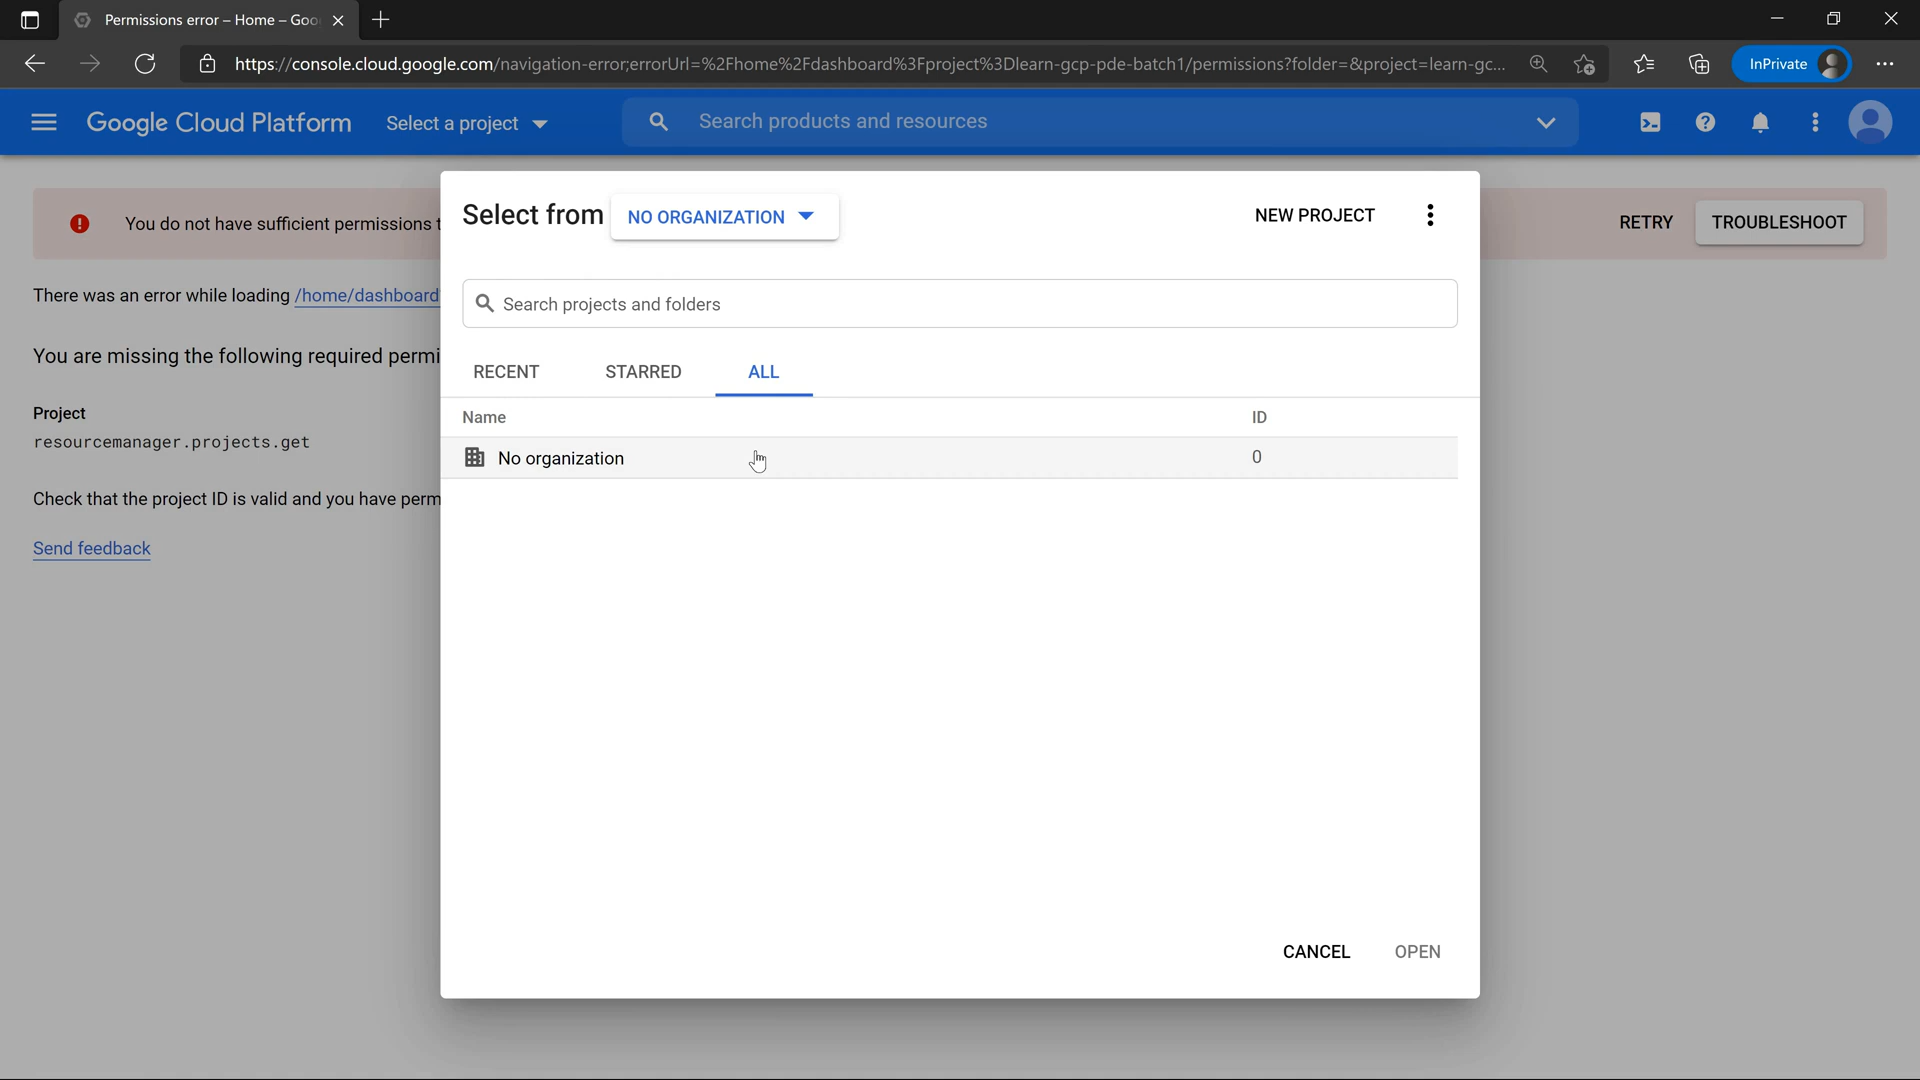 Permissions error – Home – Goo
https://console.cloud.google.com/navigation-error;errorUrl=%2Fhome%2Fdashboard%3Fproject%3Dlearn-gcp-pde-batch1/permissions?folder=&project=learn-gc...
InPrivate
Google Cloud Platform
Select a project
Search products and resources
You do not have sufficient permissions t
RETRY
TROUBLESHOOT
There was an error while loading /home/dashboard
You are missing the following required permi
Project
resourcemanager.projects.get
Check that the project ID is valid and you have perm
Send feedback
Select from
NO ORGANIZATION
NEW PROJECT
Search projects and folders
RECENT
STARRED
ALL
Name
ID
No organization
0
CANCEL
OPEN